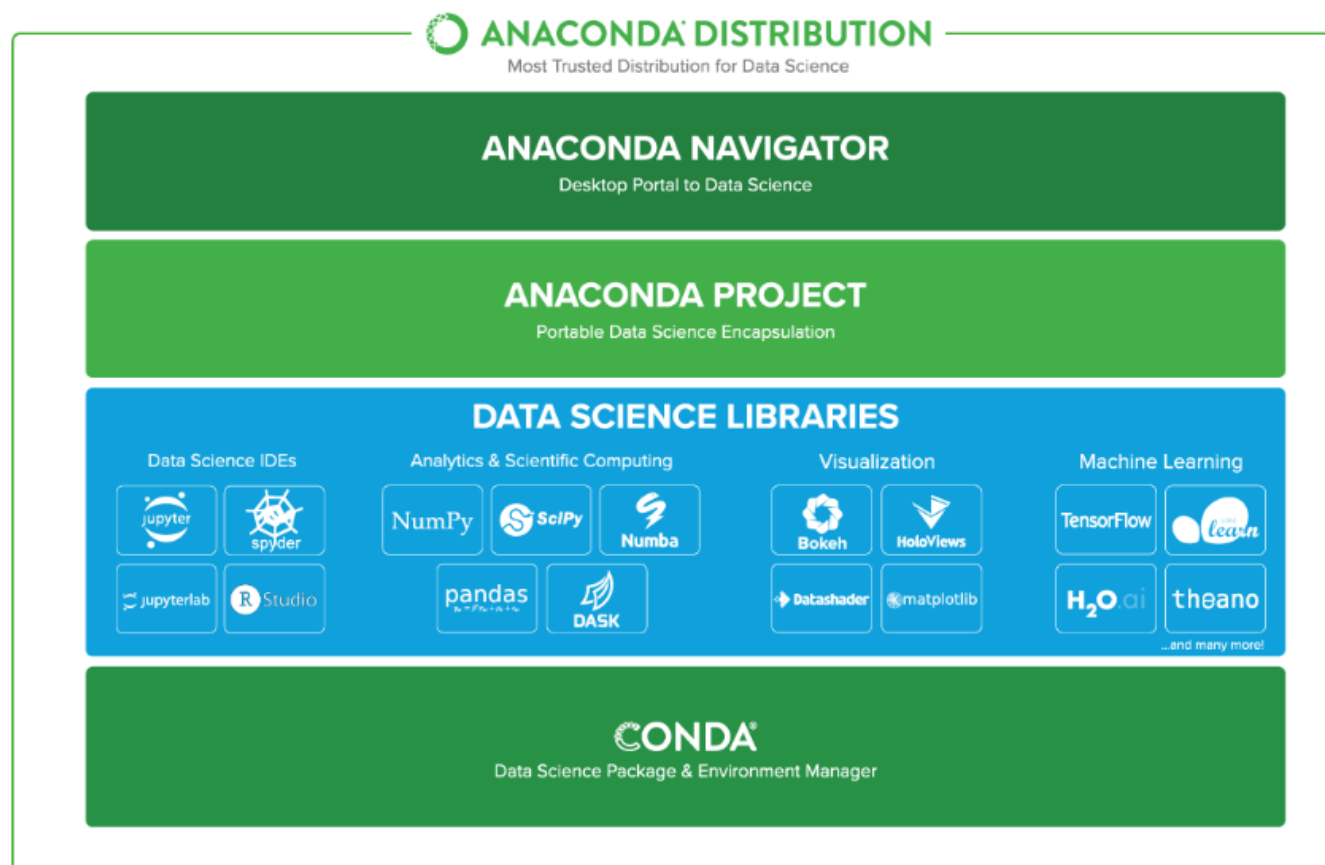 ANACONDA® DISTRIBUTION
Most Trusted Distribution for Data Science
ANACONDA NAVIGATOR
Desktop Portal to Data Science
ANACONDA PROJECT
Portable Data Science Encapsulation
DATA SCIENCE LIBRARIES
Data Science IDEs
jupyter
spyder
jupyterlab
R Studio
Analytics & Scientific Computing
NumPy
SciPy
Numba
pandas
DASK
Visualization
Bokeh
HoloViews
Datashader
matplotlib
Machine Learning
TensorFlow
learn
H₂O.ai
theano
...and many more!
CONDA®
Data Science Package & Environment Manager